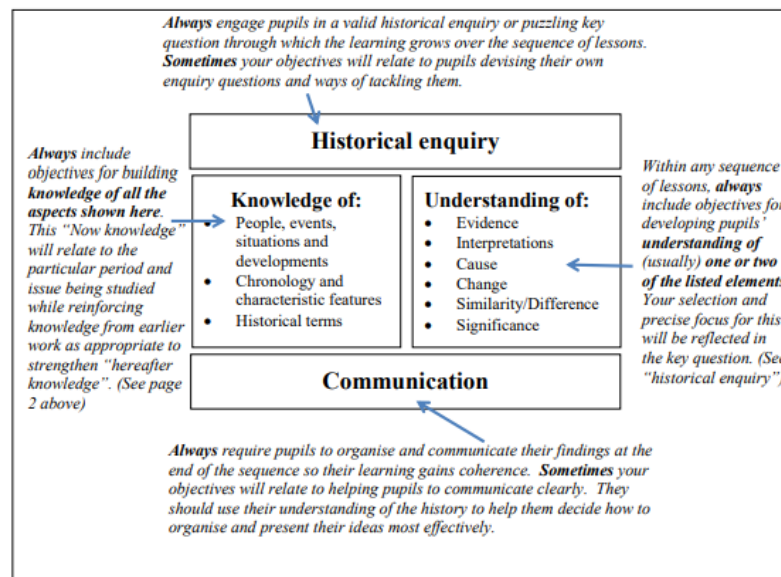 Always engage pupils in a valid historical enquiry or puzzling key
question through which the learning grows over the sequence of lessons.
Sometimes your objectives will relate to pupils devising their own
enquiry questions and ways of tackling them.
Historical enquiry
Always include
objectives for building
knowledge of all the
aspects shown here.
This “Now knowledge”
will relate to the
particular period and
issue being studied
while reinforcing
knowledge from earlier
work as appropriate to
strengthen “hereafter
knowledge”. (See page
2 above)
Knowledge of:
• People, events,
situations and
developments
• Chronology and
characteristic features
• Historical terms
Understanding of:
• Evidence
• Interpretations
• Cause
• Change
• Similarity/Difference
• Significance
Within any sequence
of lessons, always
include objectives for
developing pupils’
understanding of
(usually) one or two
of the listed elements
Your selection and
precise focus for this
will be reflected in
the key question. (See
“historical enquiry”)
Communication
Always require pupils to organise and communicate their findings at the
end of the sequence so their learning gains coherence. Sometimes your
objectives will relate to helping pupils to communicate clearly. They
should use their understanding of the history to help them decide how to
organise and present their ideas most effectively.